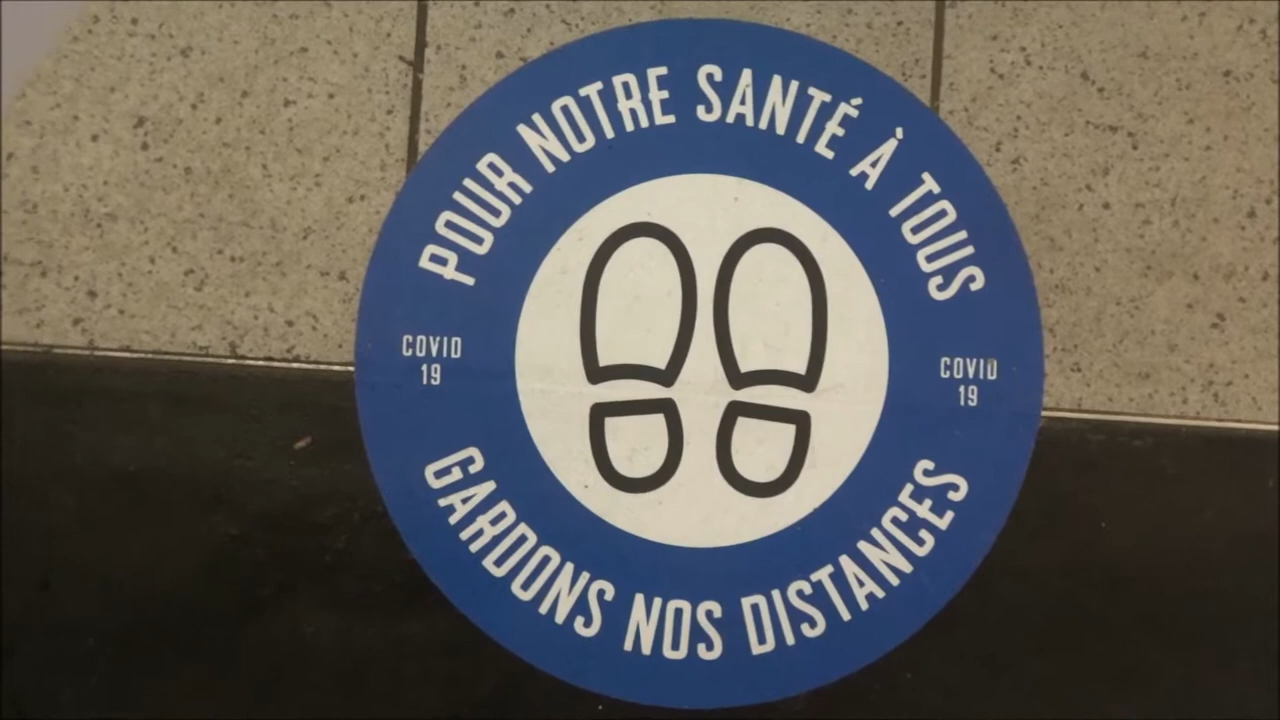 POUR NOTRE SANTÉ À TOUS
COVID
19
COVID
19
GARDONS NOS DISTANCES